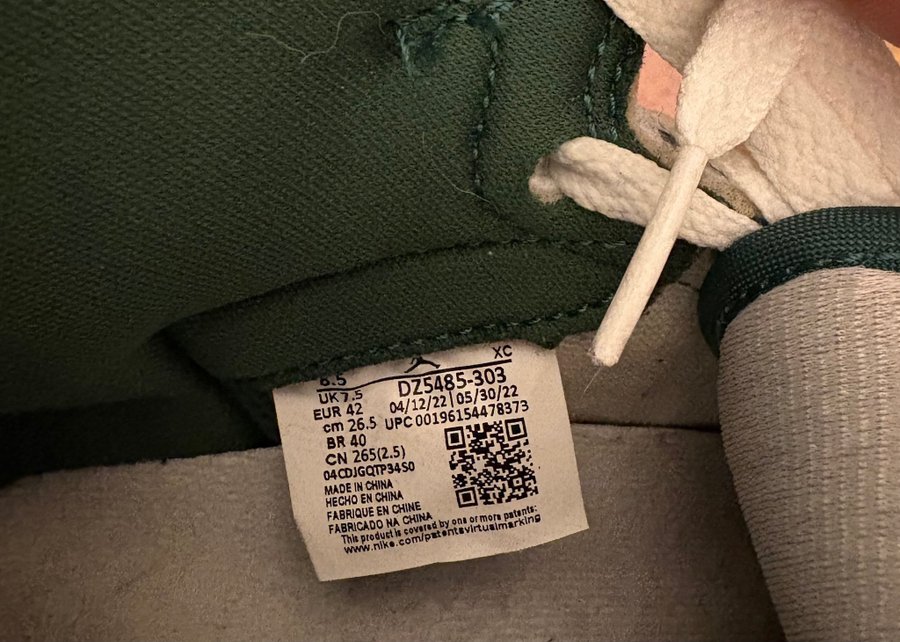 8.5
XC
UK 7.5
DZ5485-303
EUR 42
04/12/22|05/30/22
cm 26.5
UPC 00196154478373
BR 40
CN 265(2.5)
04CDJGQTP34S0
MADE IN CHINA
HECHO EN CHINA
FABRIQUE EN CHINE
FABRICADO NA CHINA
This product is covered by one or more patents:
www.nike.com/patentsvirtualmarking